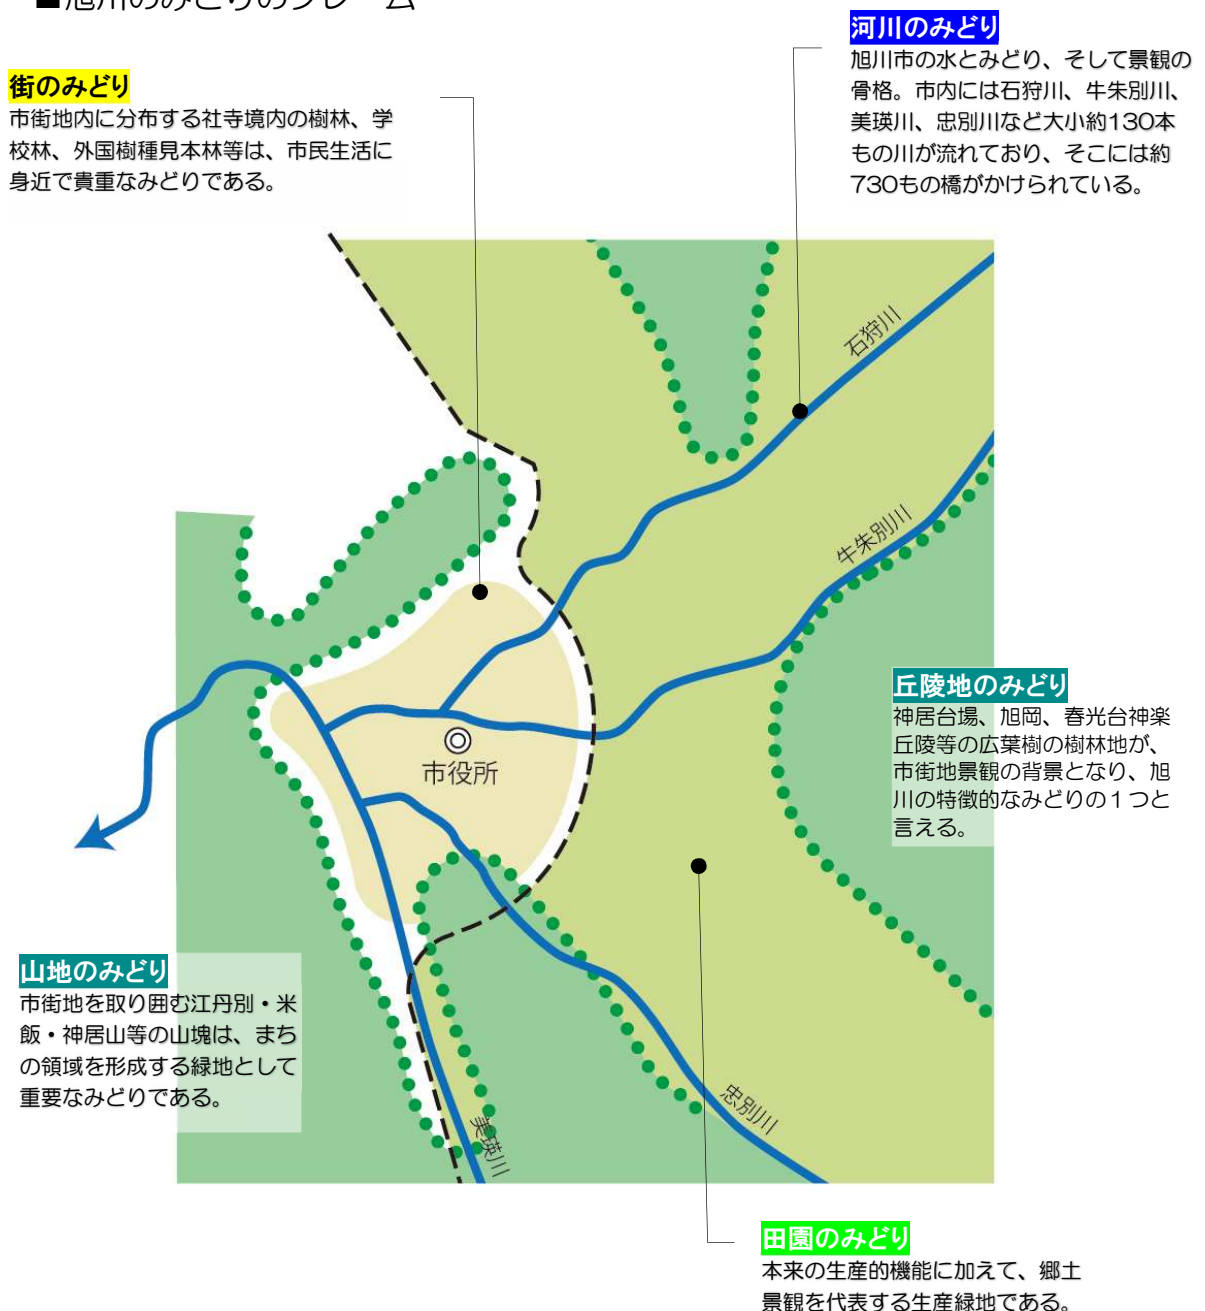 ■旭川のみどりのフレーム
河川のみどり
旭川市の水とみどり、そして景観の
骨格。市内には石狩川、牛朱別川、
美瑛川、忠別川など大小約130本
もの川が流れており、そこには約
730もの橋がかけられている。
街のみどり
市街地内に分布する社寺境内の樹林、学
校林、外国樹種見本林等は、市民生活に
身近で貴重なみどりである。
石狩川
牛朱別川
丘陵地のみどり
神居台場、旭岡、春光台神楽
丘陵等の広葉樹の樹林地が、
市街地景観の背景となり、旭
川の特徴的なみどりの１つと
言える。
市役所
山地のみどり
市街地を取り囲む江丹別・米
飯・神居山等の山塊は、まち
の領域を形成する緑地として
重要なみどりである。
忠別川
美瑛川
田園のみどり
本来の生産的機能に加えて、郷土
景観を代表する生産緑地である。